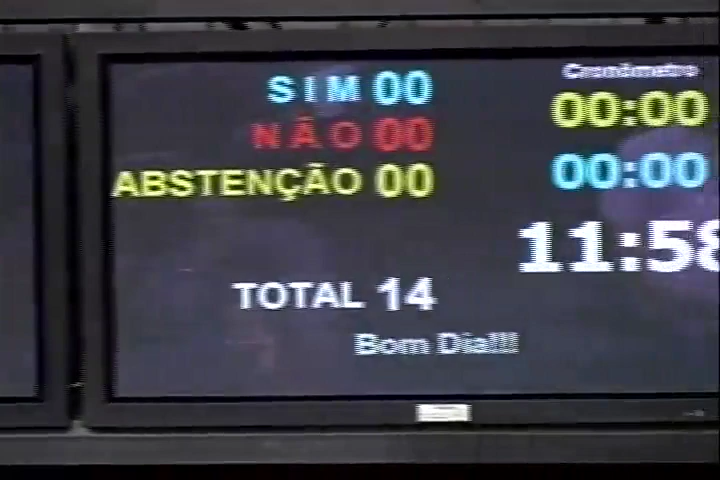 SIM 00
NÃO 00
ABSTENÇÃO 00
TOTAL 14
Bom Dia!!!
Cronômetro
00:00
00:00
11:58